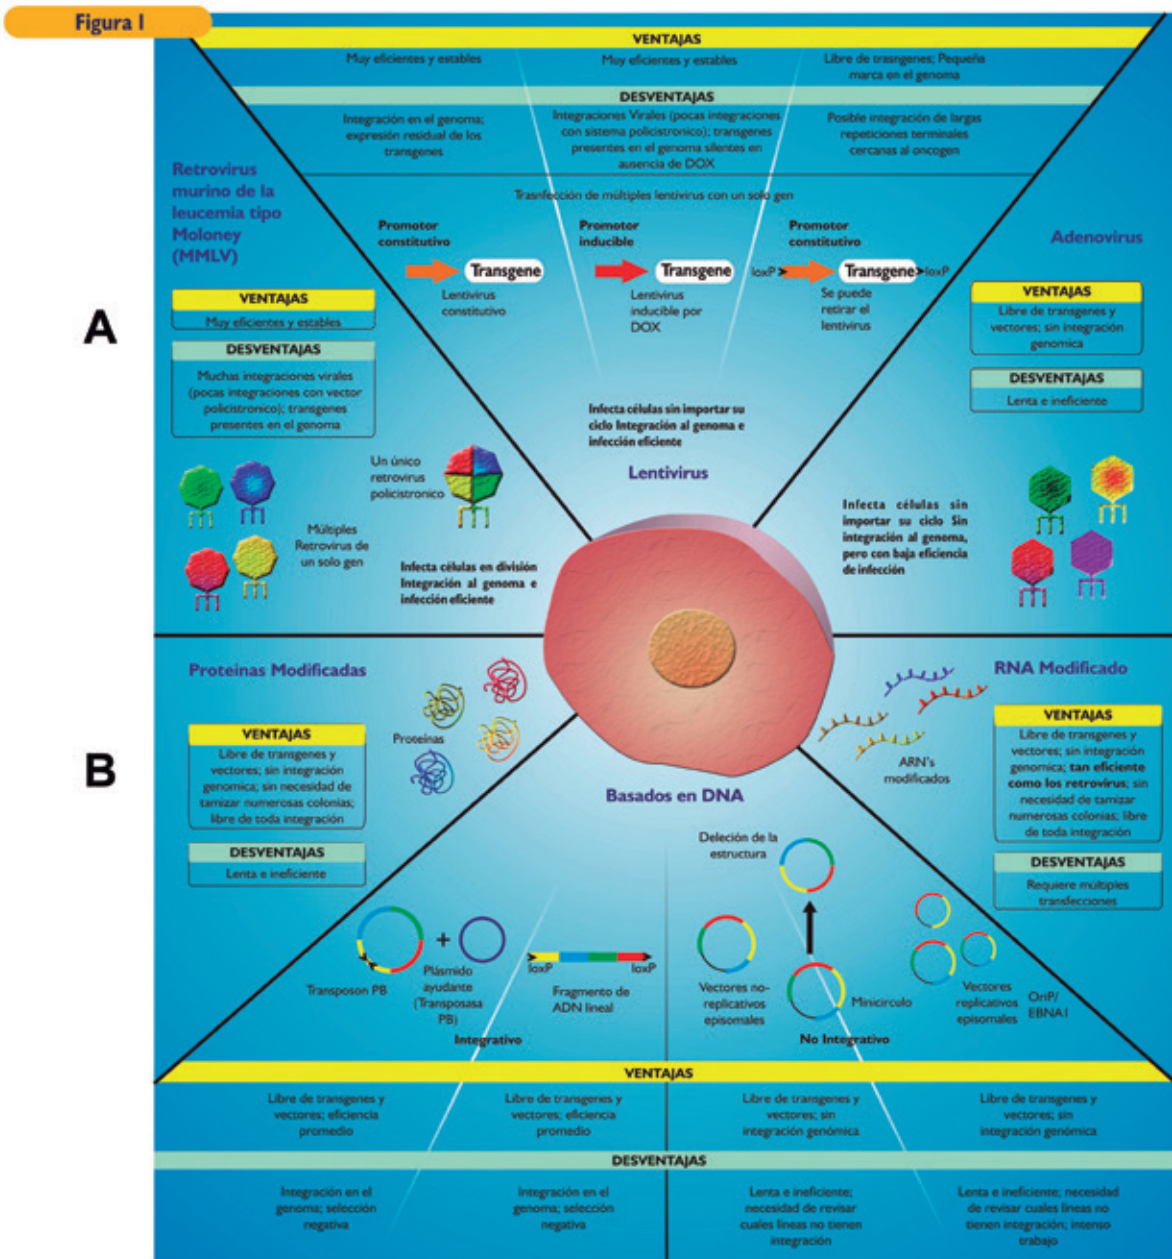 Figura 1
VENTAJAS
Muy eficientes y estables
Muy eficientes y estables
Libre de trasngenes; Pequeña
marca en el genoma
DESVENTAJAS
Integración en el genoma;
expresión residual de los
transgenes
Integraciones Virales (pocas integraciones
con sistema policistronico); transgenes
presentes en el genoma silentes en
ausencia de DOX
Posible integración de largas
repeticiones terminales
cercanas al oncogen
Trasnfección de múltiples lentivirus con un solo gen
Promotor
constitutivo
Transgene
Lentivirus
constitutivo
Promotor
inducible
Transgene
Lentivirus
inducible por
DOX
Promotor
constitutivo
loxP
Transgene
loxP
Se puede
retirar el
lentivirus
Infecta células sin importar su
ciclo Integración al genoma e
infección eficiente
Lentivirus
A
Retrovirus
murino de la
leucemia tipo
Moloney
(MMLV)
VENTAJAS
Muy eficientes y estables
DESVENTAJAS
Muchas integraciones virales
(pocas integraciones con vector
policistronico); transgenes
presentes en el genoma
Un único
retrovirus
policistronico
Múltiples
Retrovirus de
un solo gen
Infecta células en división
Integración al genoma e
infección eficiente
Adenovirus
VENTAJAS
Libre de transgenes y
vectores; sin integración
genomica
DESVENTAJAS
Lenta e ineficiente
Infecta células sin
importar su ciclo Sin
integración al genoma,
pero con baja eficiencia
de infección
B
Proteinas Modificadas
Proteínas
VENTAJAS
Libre de transgenes y
vectores; sin integración
genomica; sin necesidad de
tamizar numerosas colonias;
libre de toda integración
DESVENTAJAS
Lenta e ineficiente
RNA Modificado
ARN's
modificados
VENTAJAS
Libre de transgenes y
vectores; sin integración
genomica; tan eficiente
como los retrovirus; sin
necesidad de tamizar
numerosas colonias; libre
de toda integración
DESVENTAJAS
Requiere múltiples
transfecciones
Basados en DNA
Transposon PB
+
Plásmido
ayudante
(Transposasa
PB)
loxP
loxP
Fragmento de
ADN lineal
Integrativo
Deleción de la
estructura
Vectores no-
replicativos
episomales
Minicirculo
Vectores
replicativos
episomales
OriP/
EBNA1
No Integrativo
VENTAJAS
Libre de transgenes y
vectores; eficiencia
promedio
Libre de transgenes y
vectores; eficiencia
promedio
Libre de transgenes y
vectores; sin
integración genómica
Libre de transgenes y
vectores; sin
integración genómica
DESVENTAJAS
Integración en el
genoma; selección
negativa
Integración en el
genoma; selección
negativa
Lenta e ineficiente;
necesidad de revisar
cuales líneas no tienen
integración
Lenta e ineficiente; necesidad
de revisar cuales líneas no
tienen integración; intenso
trabajo